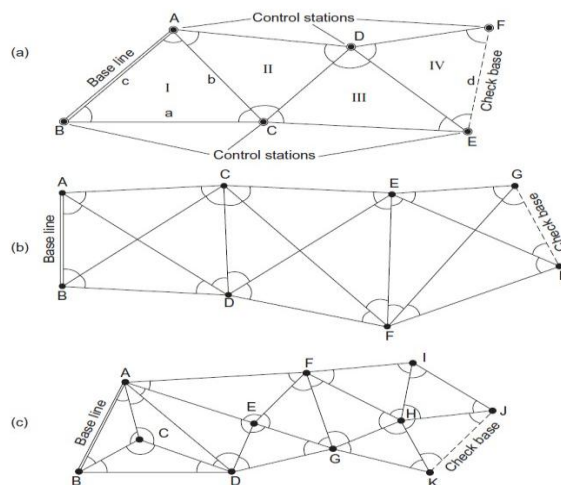 Control stations
A
D
F
(a)
Base line
c
I
b
II
IV
d
Check base
III
a
B
C
E
Control stations
A
C
E
G
(b)
Base line
Check base
B
D
F
A
F
I
(c)
Base line
E
H
J
C
G
Check base
B
D
K